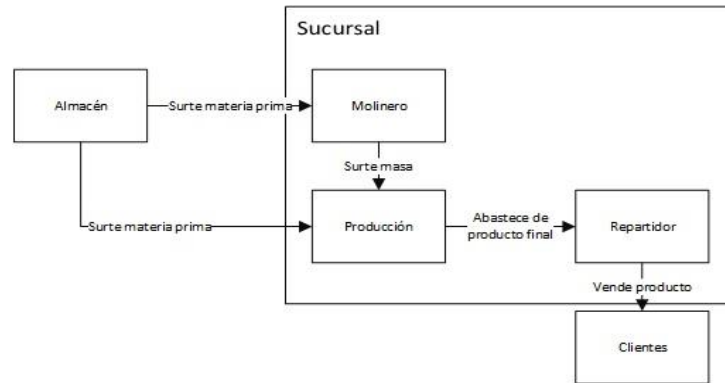 Sucursal
Almacén
Surte materia prima
Molinero
Surte masa
Surte materia prima
Producción
Abastece de
producto final
Repartidor
Vende producto
Clientes